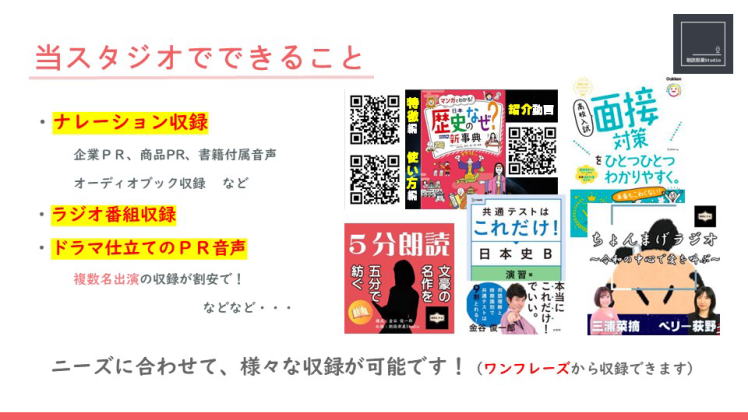 当スタジオでできること
朗読部屋Studio
・ナレーション収録
企業ＰＲ、商品PR、書籍付属音声
オーディオブック収録 など
・ラジオ番組収録
・ドラマ仕立てのＰＲ音声
複数名出演の収録が割安で！
などなど・・・
特徴編
使い方編
マンガでわかる!
日本
歴史のなぜ?
新事典
紹介動画
Gakken
高校入試
面接
対策
をひとつひとつ
わかりやすく。
５分朗読
文豪の
名作を
五分で
紡ぐ
共通テストは
これだけ!
日本史Ｂ
演習編
本当に
これだけ！
でいい。
金谷 俊一郎
ちょんまげラジオ
～令和の中心で愛を呼ぶ～
三浦菜摘
ペリー荻野
ニーズに合わせて、様々な収録が可能です！（ワンフレーズから収録できます）